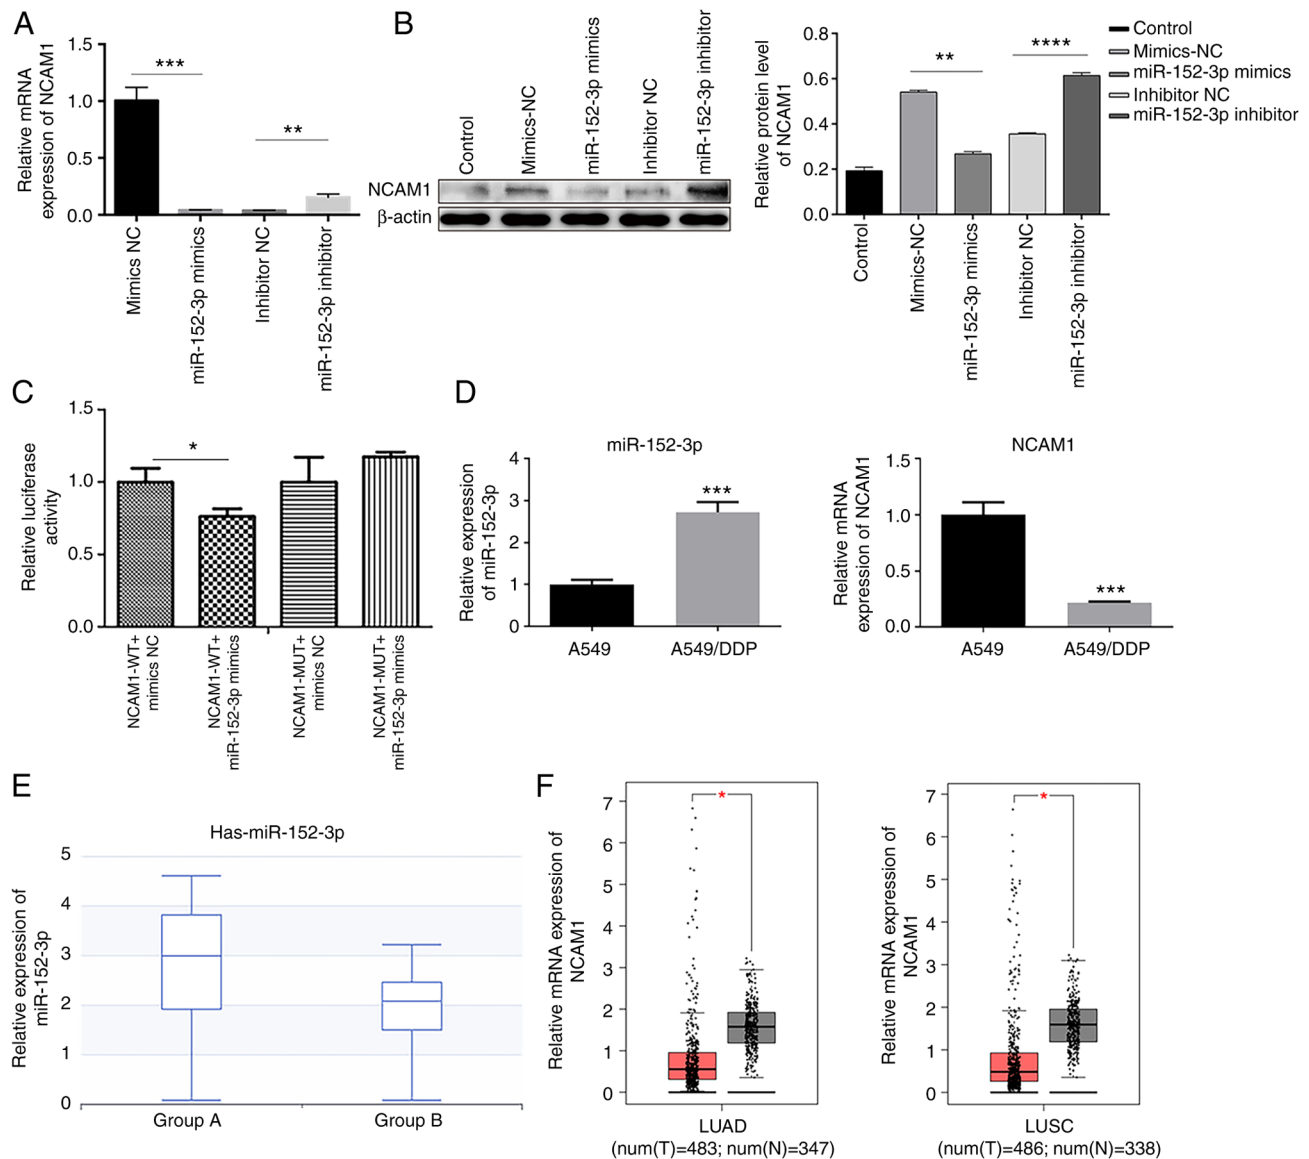 A
Relative mRNA
expression of NCAM1
1.5
1.0
0.5
0.0
***
**
Mimics NC
miR-152-3p mimics
Inhibitor NC
miR-152-3p inhibitor
B
Control
Mimics-NC
miR-152-3p mimics
Inhibitor NC
miR-152-3p inhibitor
NCAM1
β-actin
Relative protein level
of NCAM1
0.8
0.6
0.4
0.2
0.0
**
****
Control
Mimics-NC
miR-152-3p mimics
Inhibitor NC
miR-152-3p inhibitor
Control
Mimics-NC
miR-152-3p mimics
Inhibitor NC
miR-152-3p inhibitor
C
Relative luciferase
activity
1.5
1.0
0.5
0.0
*
NCAM1-WT+
mimics NC
NCAM1-WT+
miR-152-3p mimics
NCAM1-MUT+
mimics NC
NCAM1-MUT+
miR-152-3p mimics
D
miR-152-3p
Relative expression
of miR-152-3p
4
3
2
1
0
***
A549
A549/DDP
NCAM1
Relative mRNA
expression of NCAM1
1.5
1.0
0.5
0.0
***
A549
A549/DDP
E
Has-miR-152-3p
Relative expression of
miR-152-3p
5
4
3
2
1
0
Group A
Group B
F
Relative mRNA expression of
NCAM1
7
6
5
4
3
2
1
0
*
LUAD
(num(T)=483; num(N)=347)
Relative mRNA expression of
NCAM1
7
6
5
4
3
2
1
0
*
LUSC
(num(T)=486; num(N)=338)